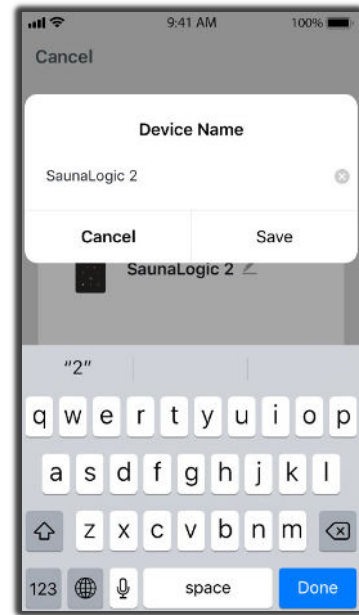 9:41 AM 100%
Cancel
Device Name
SaunaLogic 2
Cancel Save
SaunaLogic 2
"2"
q w e r t y u i o p
a s d f g h j k l
z x c v b n m
123 space Done